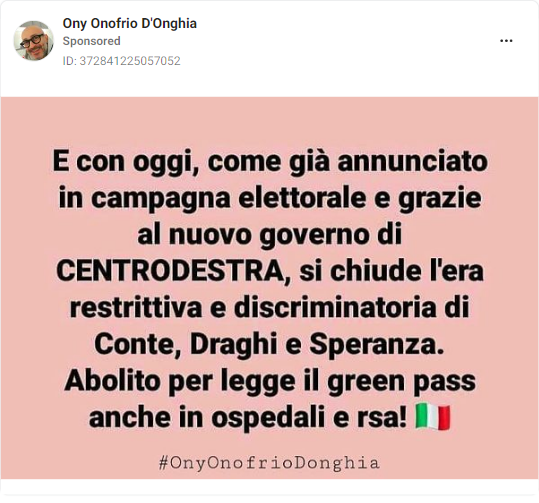 Ony Onofrio D'Onghia
Sponsored
ID: 372841225057052
E con oggi, come già annunciato
in campagna elettorale e grazie
al nuovo governo di
CENTRODESTRA, si chiude l'era
restrittiva e discriminatoria di
Conte, Draghi e Speranza.
Abolito per legge il green pass
anche in ospedali e rsa! 🇮🇹
#OnyOnofrioDonghia